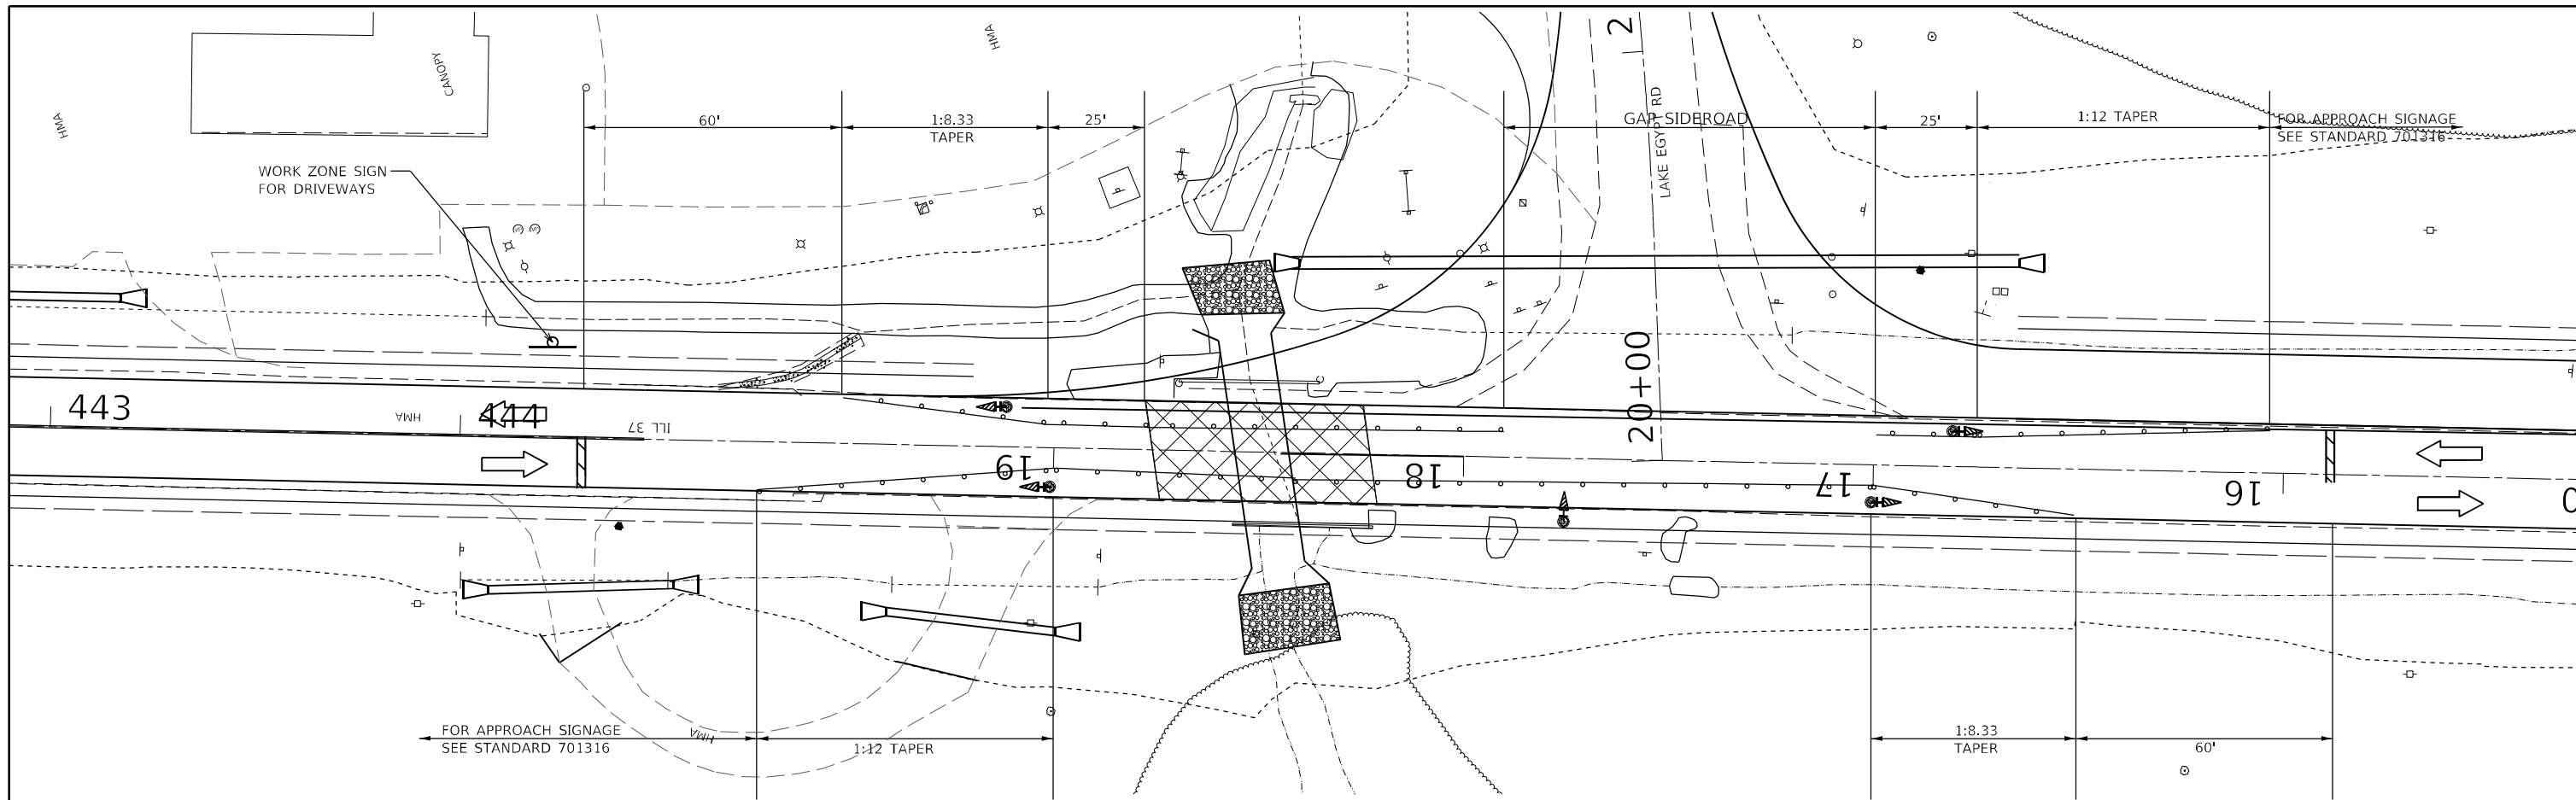 HMA
CANOPY
HMA
2
60'
1:8.33
TAPER
25'
GAP SIDEROAD
LAKE EGYPT RD
25'
1:12 TAPER
FOR APPROACH SIGNAGE
SEE STANDARD 701316
WORK ZONE SIGN
FOR DRIVEWAYS
20+00
443
HMA
444
ILL 37
19
18
17
16
0
FOR APPROACH SIGNAGE
SEE STANDARD 701316
HMA
1:12 TAPER
1:8.33
TAPER
60'